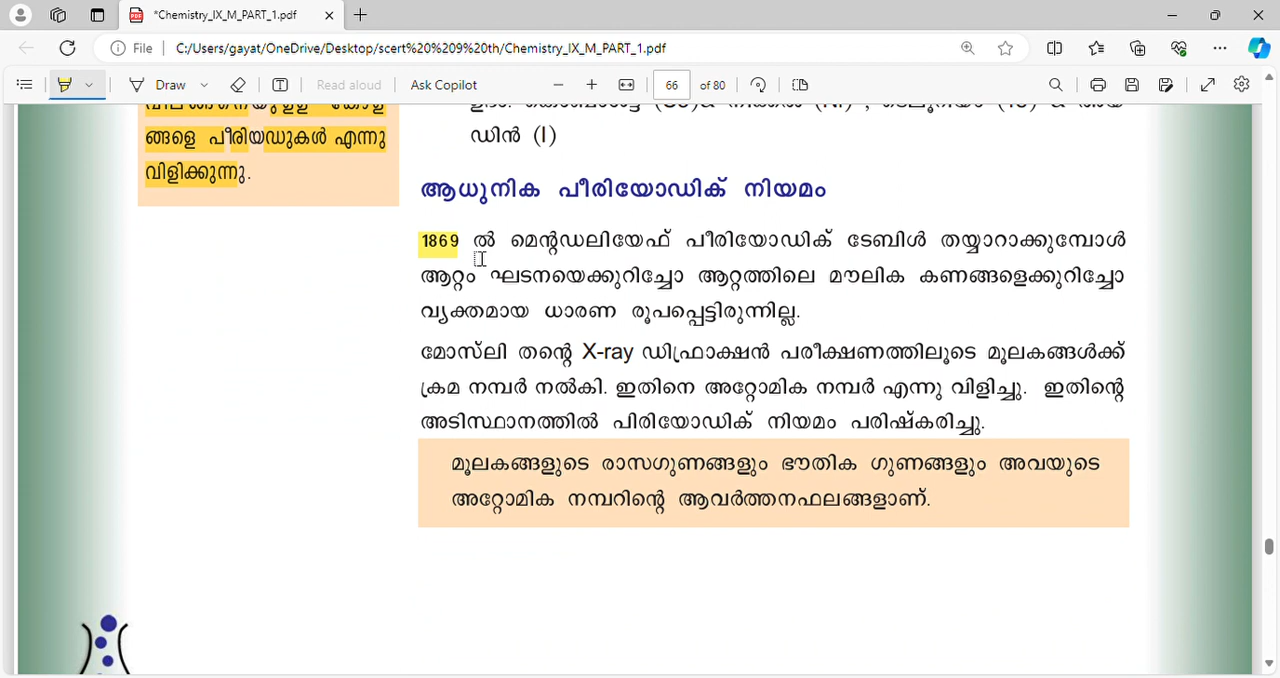 *Chemistry_IX_M_PART_1.pdf
File C:/Users/gayat/OneDrive/Desktop/scert%20%209%20th/Chemistry_IX_M_PART_1.pdf
Draw Read aloud Ask Copilot 66 of 80
ങ്ങളെ പീരിയഡുകൾ എന്നു
വിളിക്കുന്നു.
ഡിൻ (I)
ആധുനിക പീരിയോഡിക് നിയമം
1869 ൽ മെന്റഡലിയേഫ് പീരിയോഡിക് ടേബിൾ തയ്യാറാക്കുമ്പോൾ
ആറ്റം ഘടനയെക്കുറിച്ചോ ആറ്റത്തിലെ മൗലിക കണങ്ങളെക്കുറിച്ചോ
വ്യക്തമായ ധാരണ രൂപപ്പെട്ടിരുന്നില്ല.
മോസ്‌ലി തന്റെ X-ray ഡിഫ്രാക്ഷൻ പരീക്ഷണത്തിലൂടെ മൂലകങ്ങൾക്ക്
ക്രമ നമ്പർ നൽകി. ഇതിനെ അറ്റോമിക നമ്പർ എന്നു വിളിച്ചു. ഇതിന്റെ
അടിസ്ഥാനത്തിൽ പിരിയോഡിക് നിയമം പരിഷ്കരിച്ചു.
മൂലകങ്ങളുടെ രാസഗുണങ്ങളും ഭൗതിക ഗുണങ്ങളും അവയുടെ
അറ്റോമിക നമ്പറിന്റെ ആവർത്തനഫലങ്ങളാണ്.